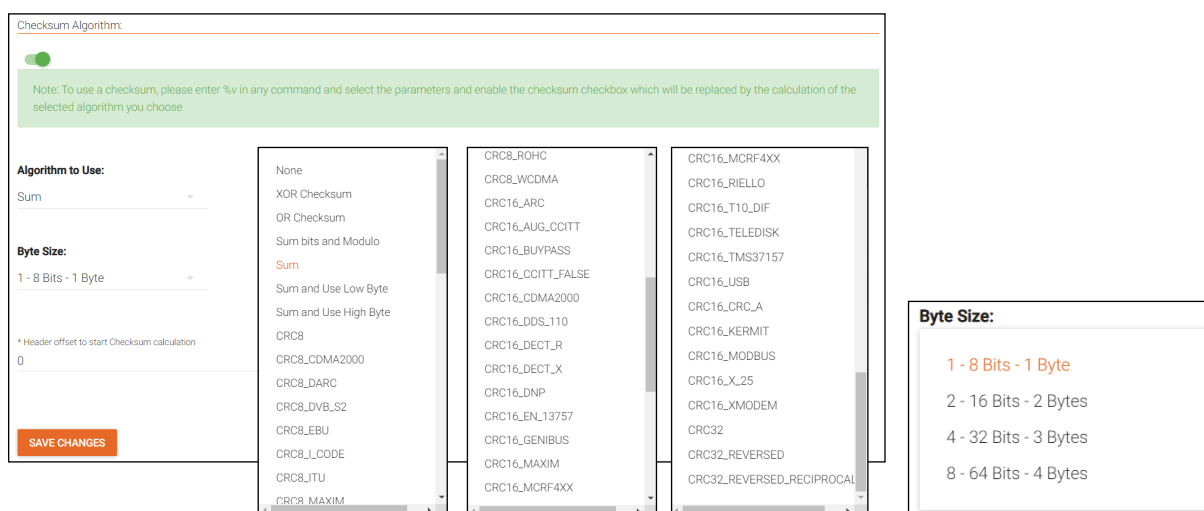 Checksum Algorithm:
Note: To use a checksum, please enter %v in any command and select the parameters and enable the checksum checkbox which will be replaced by the calculation of the
selected algorithm you choose
Algorithm to Use:
Sum
Byte Size:
1 - 8 Bits - 1 Byte
* Header offset to start Checksum calculation
0
SAVE CHANGES
None
XOR Checksum
OR Checksum
Sum bits and Modulo
Sum
Sum and Use Low Byte
Sum and Use High Byte
CRC8
CRC8_CDMA2000
CRC8_DARC
CRC8_DVB_S2
CRC8_EBU
CRC8_I_CODE
CRC8_ITU
CRC8_MAXIM
CRC8_ROHC
CRC8_WCDMA
CRC16_ARC
CRC16_AUG_CCITT
CRC16_BUYPASS
CRC16_CCITT_FALSE
CRC16_CDMA2000
CRC16_DDS_110
CRC16_DECT_R
CRC16_DECT_X
CRC16_DNP
CRC16_EN_13757
CRC16_GENIBUS
CRC16_MAXIM
CRC16_MCRF4XX
CRC16_MCRF4XX
CRC16_RIELLO
CRC16_T10_DIF
CRC16_TELEDISK
CRC16_TMS37157
CRC16_USB
CRC16_CRC_A
CRC16_KERMIT
CRC16_MODBUS
CRC16_X_25
CRC16_XMODEM
CRC32
CRC32_REVERSED
CRC32_REVERSED_RECIPROCAL
Byte Size:
1 - 8 Bits - 1 Byte
2 - 16 Bits - 2 Bytes
4 - 32 Bits - 3 Bytes
8 - 64 Bits - 4 Bytes